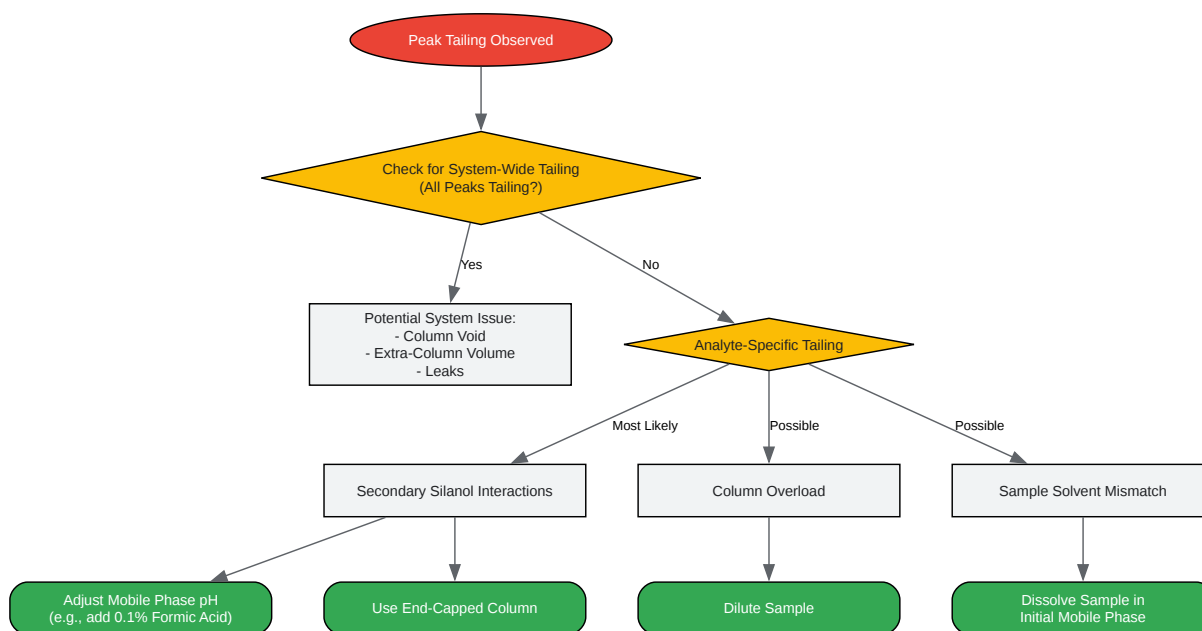 Peak Tailing Observed
Check for System-Wide Tailing
(All Peaks Tailing?)
Yes
No
Potential System Issue:
- Column Void
- Extra-Column Volume
- Leaks
Analyte-Specific Tailing
Most Likely
Possible
Possible
Secondary Silanol Interactions
Column Overload
Sample Solvent Mismatch
Adjust Mobile Phase pH
(e.g., add 0.1% Formic Acid)
Use End-Capped Column
Dilute Sample
Dissolve Sample in
Initial Mobile Phase